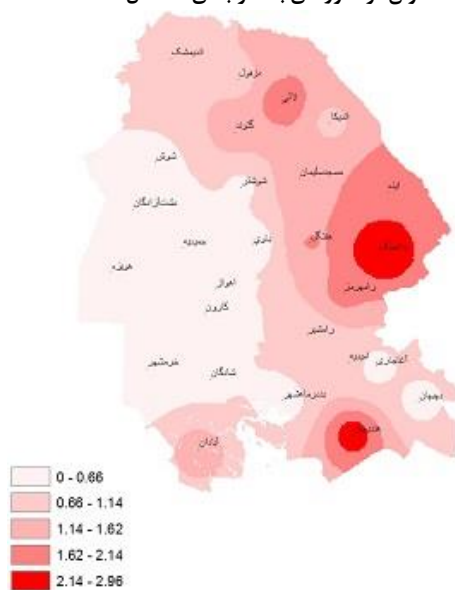 اندیمشک
دزفول
لالی
اندیکا
گتوند
شوش
شوشتر
مسجدسلیمان
ایذه
دشت‌آزادگان
حمیدیه
باوی
هفتگل
هویزه
اهواز
رامهرمز
کارون
رامشیر
خرمشهر
شادگان
امیدیه
آغاجاری
بندرماهشهر
بهبهان
آبادان
0 - 0.66
0.66 - 1.14
1.14 - 1.62
1.62 - 2.14
2.14 - 2.96